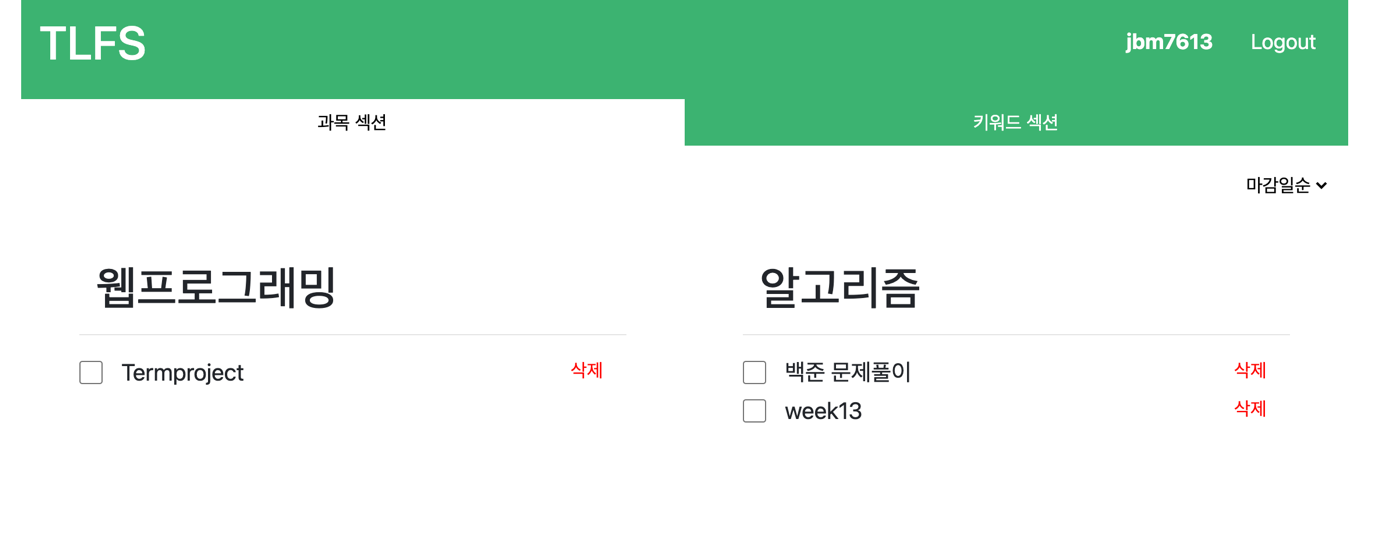 TLFS
jbm7613 Logout
과목 섹션
키워드 섹션
마감일순
웹프로그래밍
Termproject 삭제
알고리즘
백준 문제풀이 삭제
week13 삭제